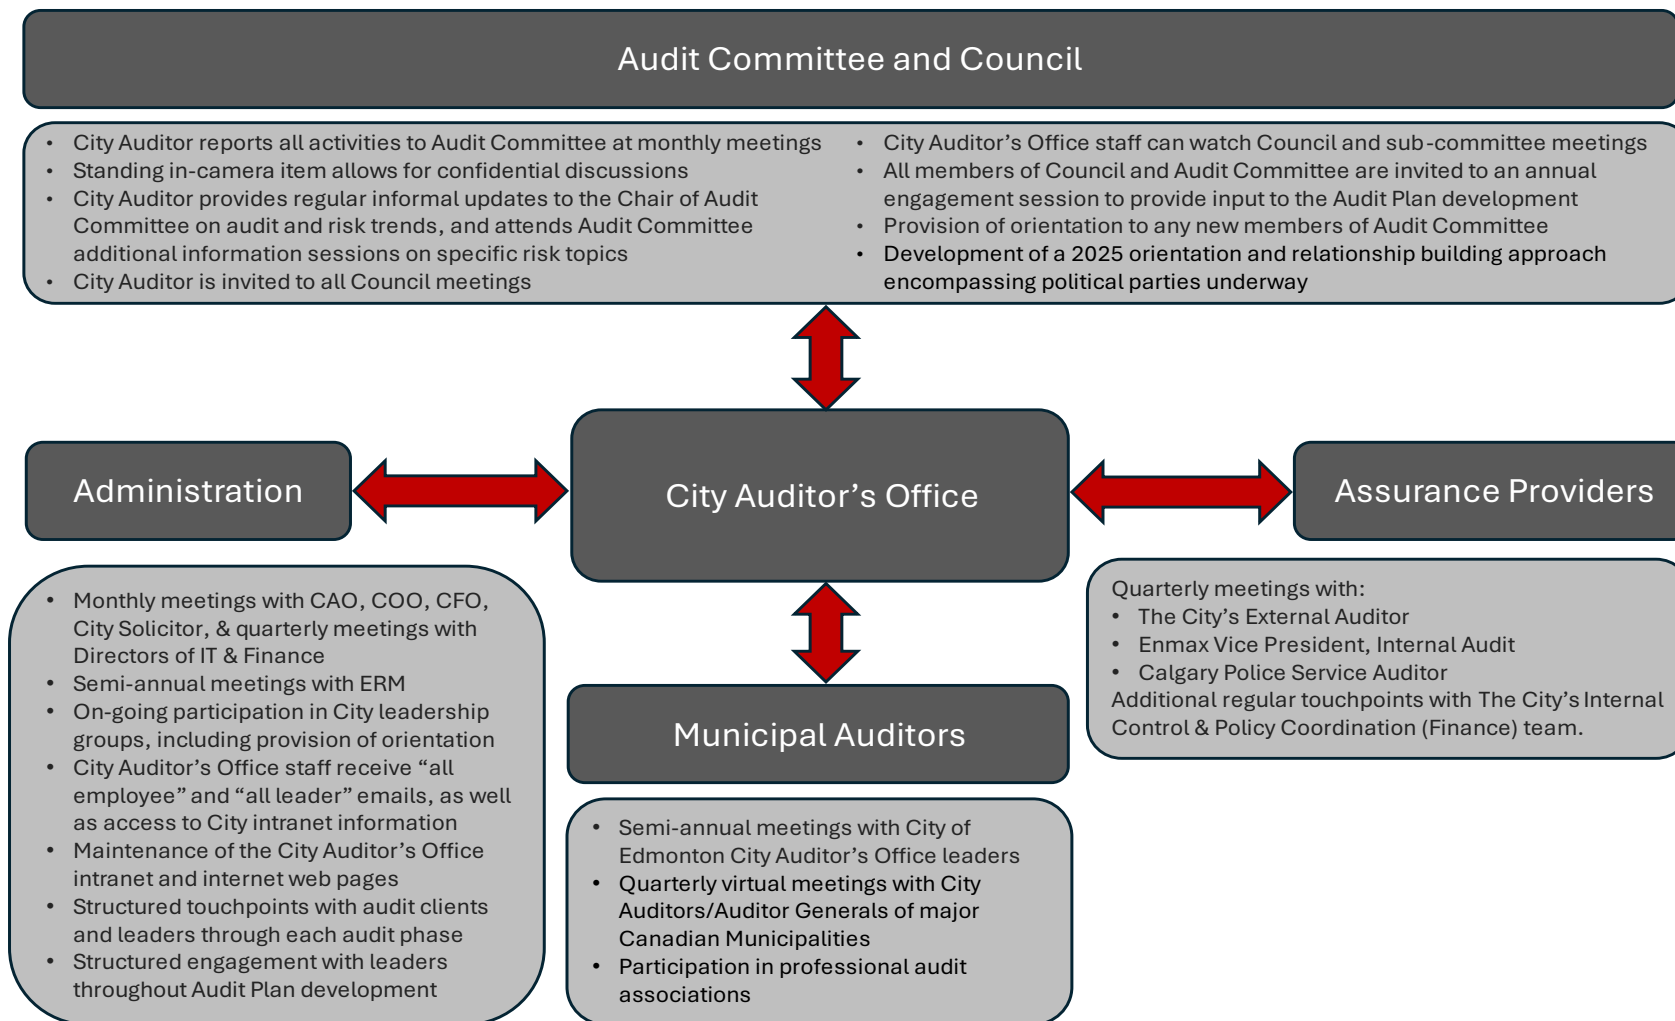 Audit Committee and Council
• City Auditor reports all activities to Audit Committee at monthly meetings
• Standing in-camera item allows for confidential discussions
• City Auditor provides regular informal updates to the Chair of Audit
Committee on audit and risk trends, and attends Audit Committee
additional information sessions on specific risk topics
• City Auditor is invited to all Council meetings
• City Auditor’s Office staff can watch Council and sub-committee meetings
• All members of Council and Audit Committee are invited to an annual
engagement session to provide input to the Audit Plan development
• Provision of orientation to any new members of Audit Committee
• Development of a 2025 orientation and relationship building approach
encompassing political parties underway
Administration
City Auditor’s Office
Assurance Providers
• Monthly meetings with CAO, COO, CFO,
City Solicitor, & quarterly meetings with
Directors of IT & Finance
• Semi-annual meetings with ERM
• On-going participation in City leadership
groups, including provision of orientation
• City Auditor’s Office staff receive “all
employee” and “all leader” emails, as well
as access to City intranet information
• Maintenance of the City Auditor’s Office
intranet and internet web pages
• Structured touchpoints with audit clients
and leaders through each audit phase
• Structured engagement with leaders
throughout Audit Plan development
Municipal Auditors
• Semi-annual meetings with City of
Edmonton City Auditor’s Office leaders
• Quarterly virtual meetings with City
Auditors/Auditor Generals of major
Canadian Municipalities
• Participation in professional audit
associations
Quarterly meetings with:
• The City’s External Auditor
• Enmax Vice President, Internal Audit
• Calgary Police Service Auditor
Additional regular touchpoints with The City’s Internal
Control & Policy Coordination (Finance) team.